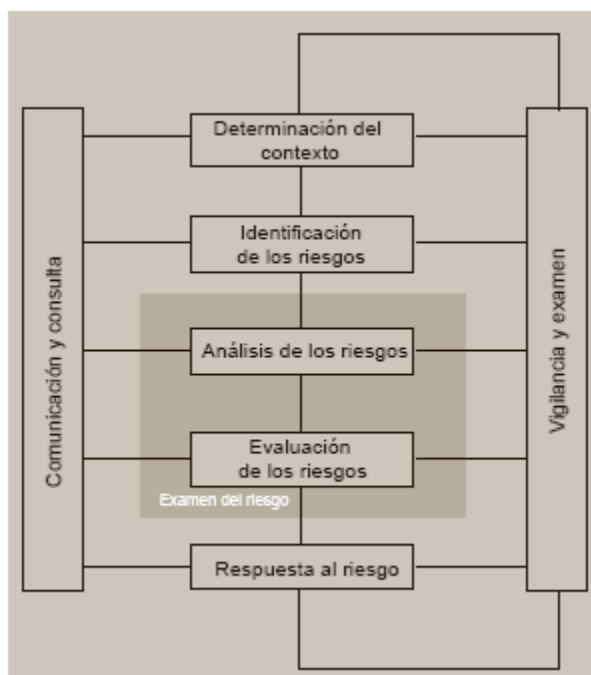 Determinación del
contexto
Identificación
de los riesgos
Análisis de los riesgos
Evaluación
de los riesgos
Examen del riesgo
Respuesta al riesgo
Comunicación y consulta
Vigilancia y examen